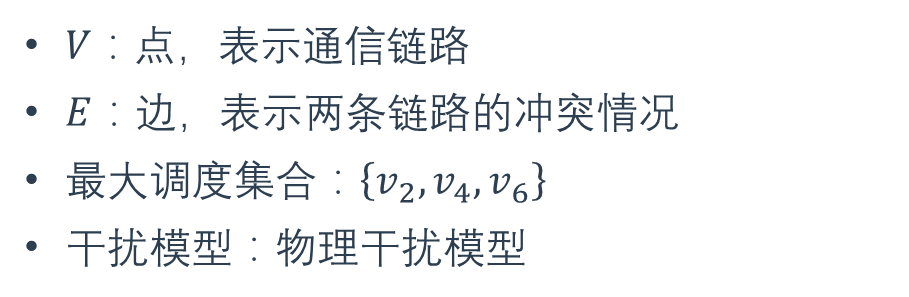 • V：点，表示通信链路
• E：边，表示两条链路的冲突情况
• 最大调度集合：{v₂, v₄, v₆}
• 干扰模型：物理干扰模型